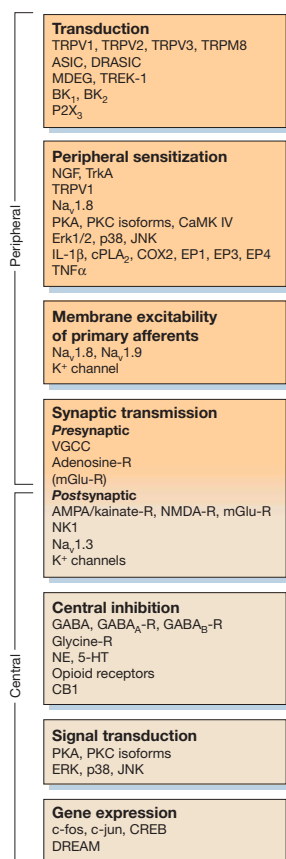 Peripheral
Transduction
TRPV1, TRPV2, TRPV3, TRPM8
ASIC, DRASIC
MDEG, TREK-1
BK₁, BK₂
P2X₃
Peripheral sensitization
NGF, TrkA
TRPV1
Naᵥ1.8
PKA, PKC isoforms, CaMK IV
Erk1/2, p38, JNK
IL-1β, cPLA₂, COX2, EP1, EP3, EP4
TNFα
Membrane excitability
of primary afferents
Naᵥ1.8, Naᵥ1.9
K⁺ channel
Synaptic transmission
Presynaptic
VGCC
Adenosine-R
(mGlu-R)
Postsynaptic
AMPA/kainate-R, NMDA-R, mGlu-R
NK1
Naᵥ1.3
K⁺ channels
Central
Central inhibition
GABA, GABA_A-R, GABA_B-R
Glycine-R
NE, 5-HT
Opioid receptors
CB1
Signal transduction
PKA, PKC isoforms
ERK, p38, JNK
Gene expression
c-fos, c-jun, CREB
DREAM